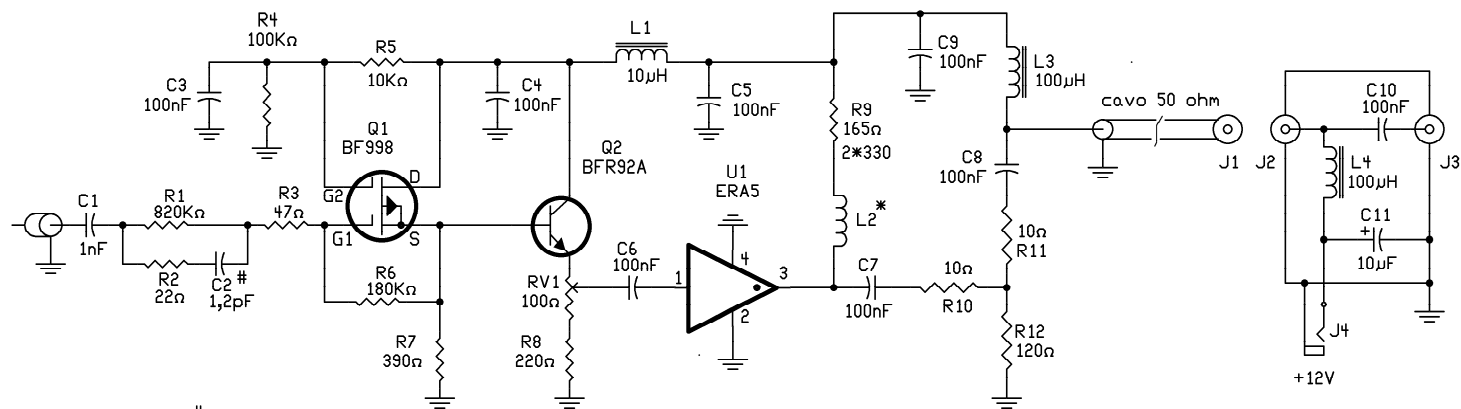 R4
100KΩ
C3
100nF
R5
10KΩ
Q1
BF998
G2
D
G1
S
C1
1nF
R1
820KΩ
R2
22Ω
C2
#
1,2pF
R3
47Ω
R6
180KΩ
R7
390Ω
C4
100nF
L1
10µH
C5
100nF
Q2
BFR92A
RV1
100Ω
R8
220Ω
C6
100nF
U1
ERA5
1
4
3
2
R9
165Ω
2*330
L2*
C7
100nF
C9
100nF
L3
100µH
C8
100nF
10Ω
R11
10Ω
R10
R12
120Ω
cavo 50 ohm
J1
J2
J3
C10
100nF
L4
100µH
C11
+
10µF
J4
+12V